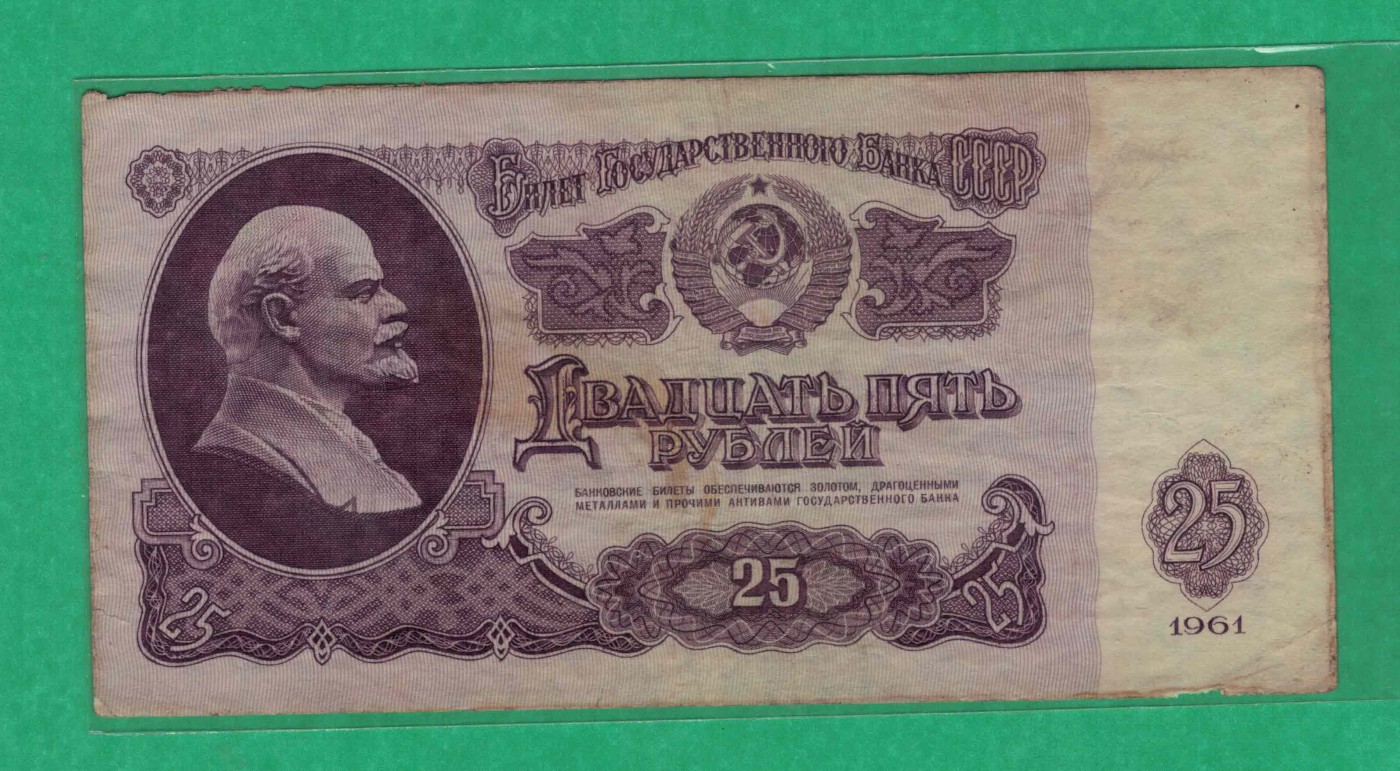 Билет Государственного Банка СССР
Двадцать пять
рублей
БАНКОВСКИЕ БИЛЕТЫ ОБЕСПЕЧИВАЮТСЯ ЗОЛОТОМ, ДРАГОЦЕННЫМИ
МЕТАЛЛАМИ И ПРОЧИМИ АКТИВАМИ ГОСУДАРСТВЕННОГО БАНКА
25
25
25
25
1961